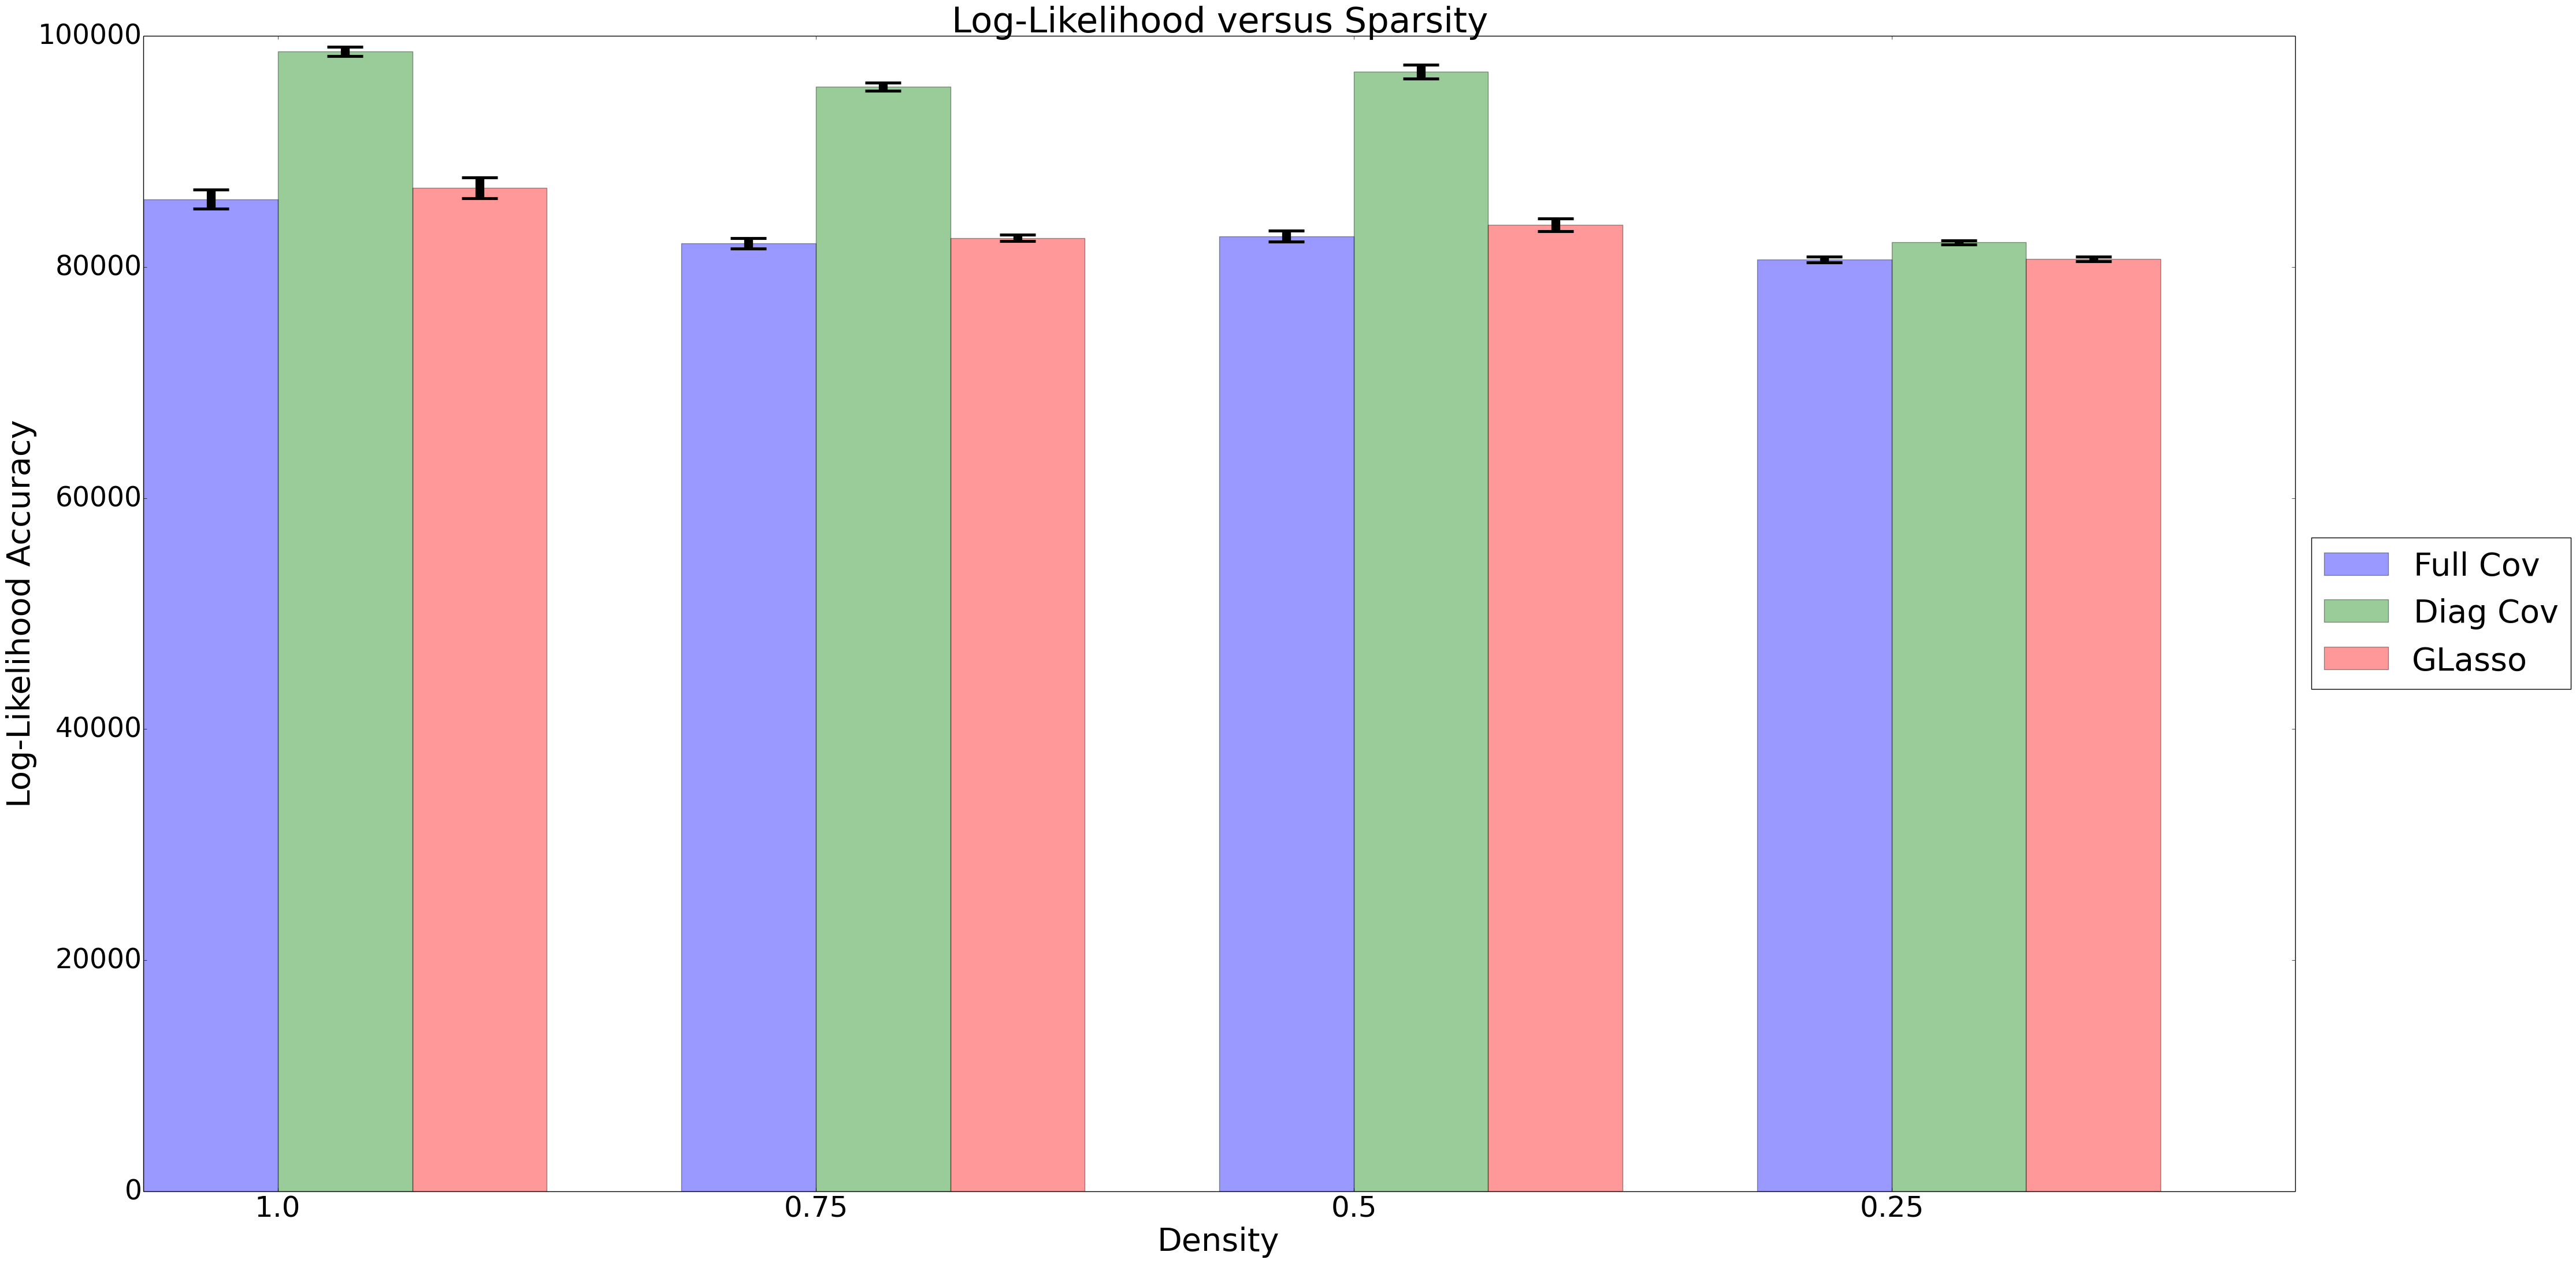 Log-Likelihood versus Sparsity
100000
80000
60000
40000
20000
0
Log-Likelihood Accuracy
1.0 0.75 0.5 0.25
Density
Full Cov
Diag Cov
GLasso